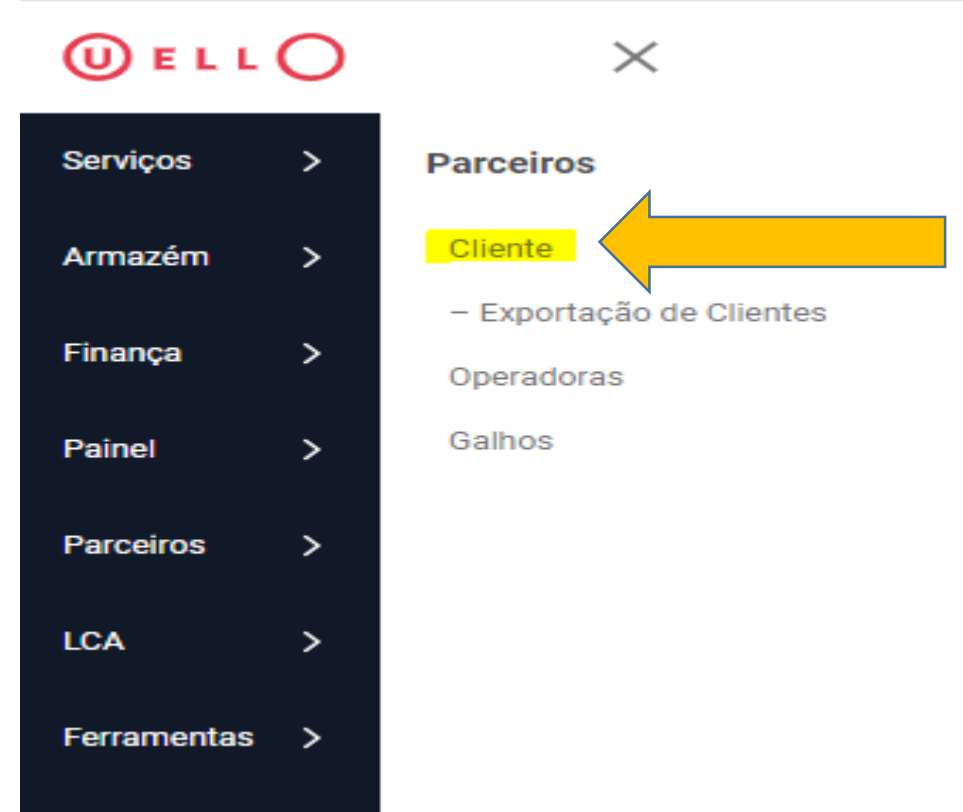 UELLO
Serviços >
Armazém >
Finança >
Painel >
Parceiros >
LCA >
Ferramentas >
Parceiros
Cliente
– Exportação de Clientes
Operadoras
Galhos